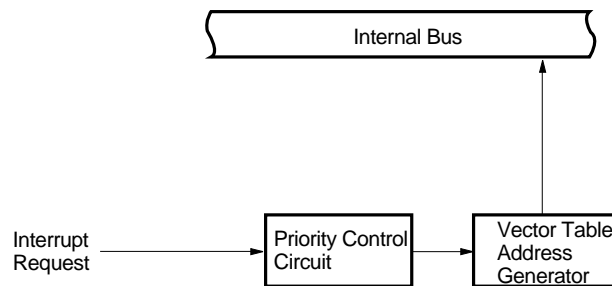 Internal Bus
Interrupt
Request
Priority Control
Circuit
Vector Table
Address
Generator